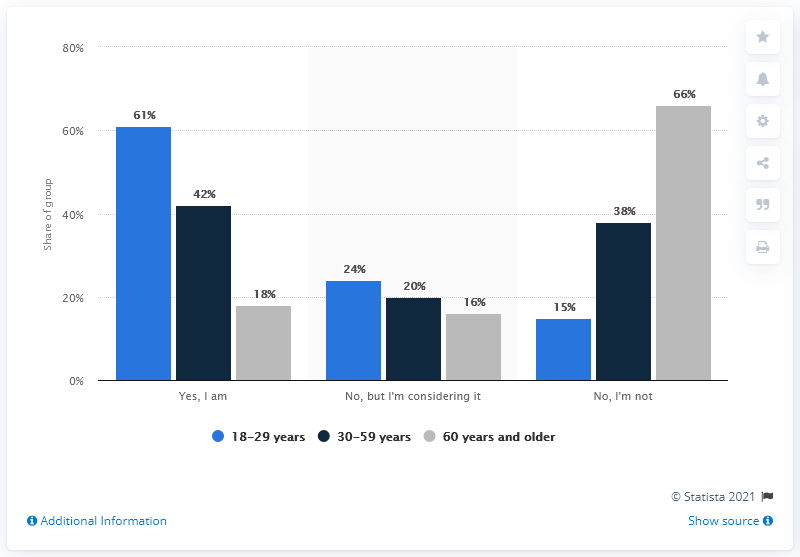 80%
60%
40%
20%
0%
Share of group
61%
42%
18%
24%
20%
16%
15%
38%
66%
Yes, I am
No, but I'm considering it
No, I'm not
18-29 years
30-59 years
60 years and older
© Statista 2021
Additional Information
Show source